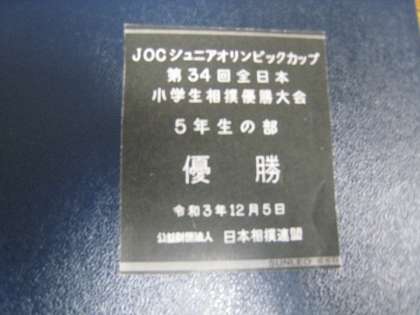 JOCジュニアオリンピックカップ
第34回全日本
小学生相撲優勝大会
5年生の部
優勝
令和3年12月5日
公益財団法人 日本相撲連盟